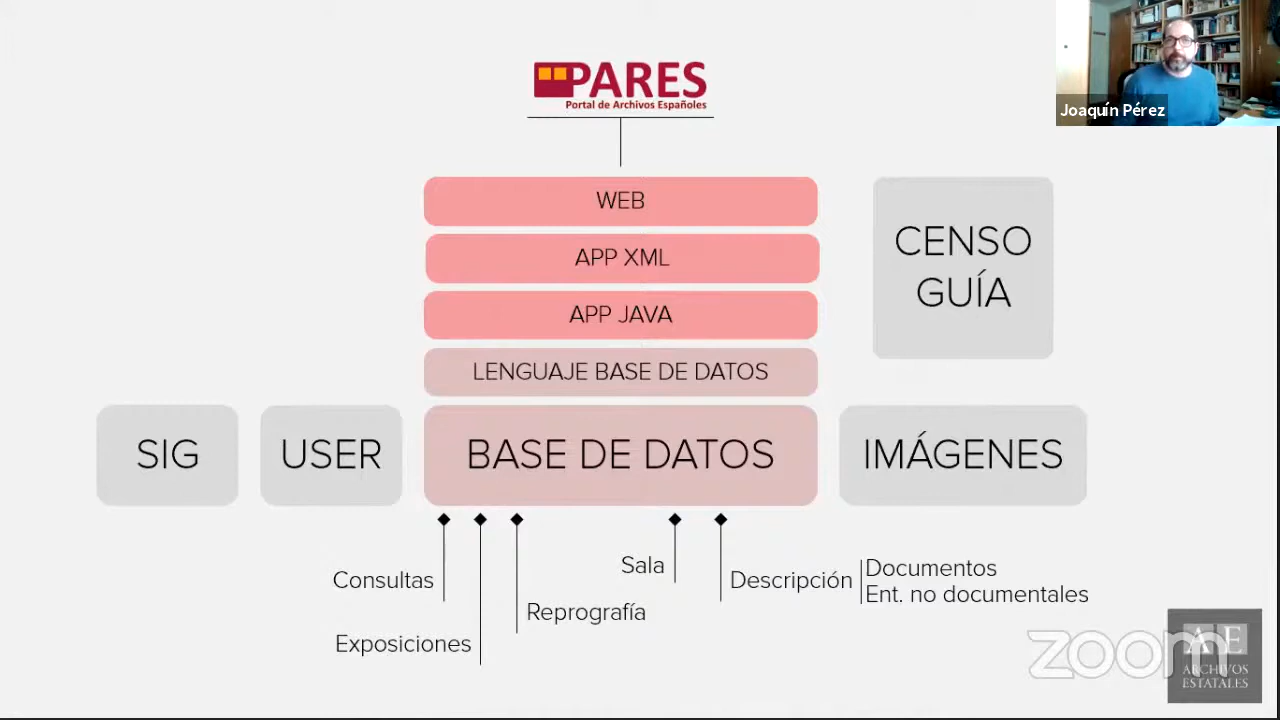 PARES
Portal de Archivos Españoles
Joaquín Pérez
WEB
APP XML
APP JAVA
LENGUAJE BASE DE DATOS
CENSO
GUÍA
SIG
USER
BASE DE DATOS
IMÁGENES
Consultas
Exposiciones
Reprografía
Sala
Descripción
Documentos
Ent. no documentales
zoom
AE
ARCHIVOS
ESTATALES